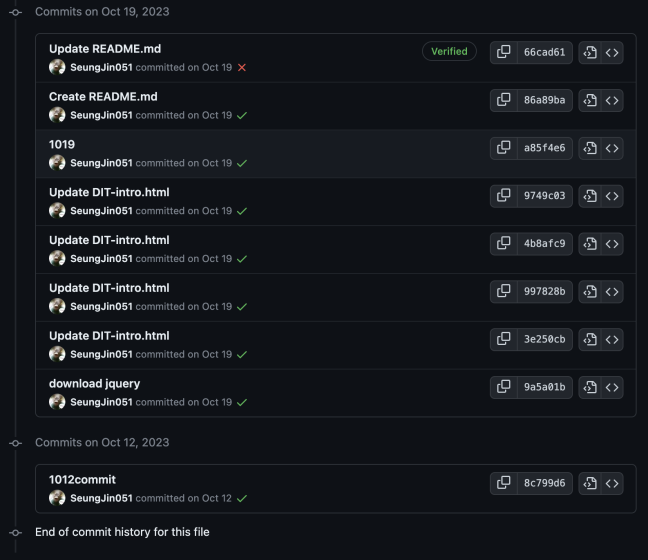 Commits on Oct 19, 2023
Update README.md
Verified
66cad61
SeungJin051 committed on Oct 19
Create README.md
86a89ba
SeungJin051 committed on Oct 19
1019
a85f4e6
SeungJin051 committed on Oct 19
Update DIT-intro.html
9749c03
SeungJin051 committed on Oct 19
Update DIT-intro.html
4b8afc9
SeungJin051 committed on Oct 19
Update DIT-intro.html
997828b
SeungJin051 committed on Oct 19
Update DIT-intro.html
3e250cb
SeungJin051 committed on Oct 19
download jquery
9a5a01b
SeungJin051 committed on Oct 19
Commits on Oct 12, 2023
1012commit
8c799d6
SeungJin051 committed on Oct 12
End of commit history for this file